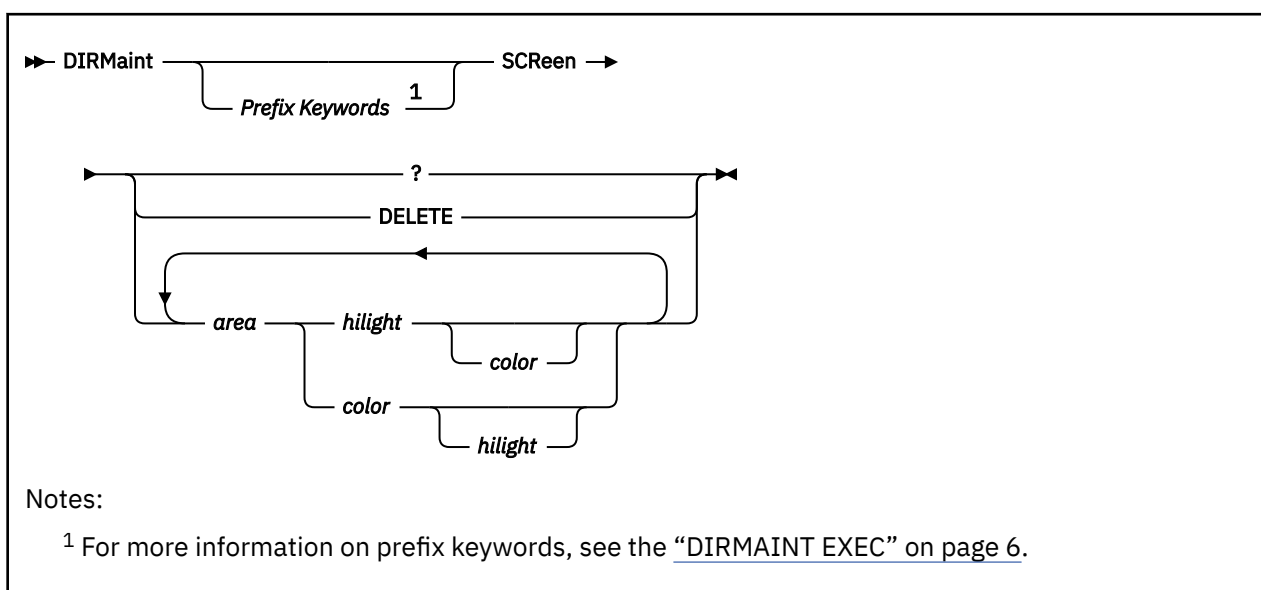 DIRMaint SCReen
Prefix Keywords 1
?
DELETE
area hilight
color
color
hilight
Notes:
1 For more information on prefix keywords, see the “DIRMAINT EXEC” on page 6.